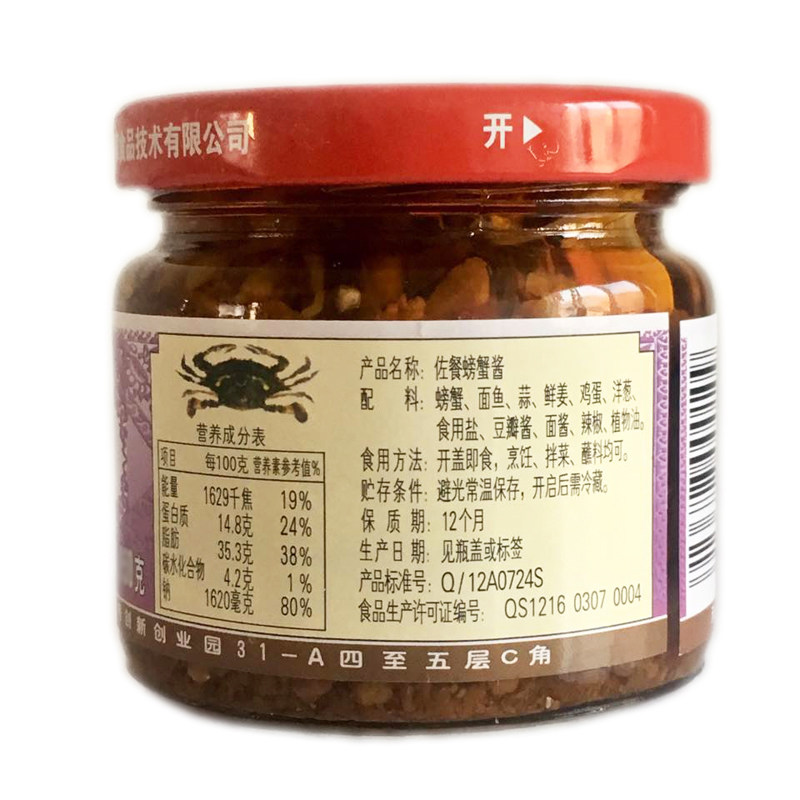 食品技术有限公司
开
营养成分表
项目 每100克 营养素参考值%
能量 1629千焦 19%
蛋白质 14.8克 24%
脂肪 35.3克 38%
碳水化合物 4.2克 1%
钠 1620毫克 80%
产品名称：佐餐螃蟹酱
配料：螃蟹、面鱼、蒜、鲜姜、鸡蛋、洋葱、
食用盐、豆瓣酱、面酱、辣椒、植物油。
食用方法：开盖即食，烹饪、拌菜、蘸料均可。
贮存条件：避光常温保存，开启后需冷藏。
保质期：12个月
生产日期：见瓶盖或标签
产品标准号：Q/12A0724S
食品生产许可证编号：QS1216 0307 0004
克
创新创业园31-A四至五层C角